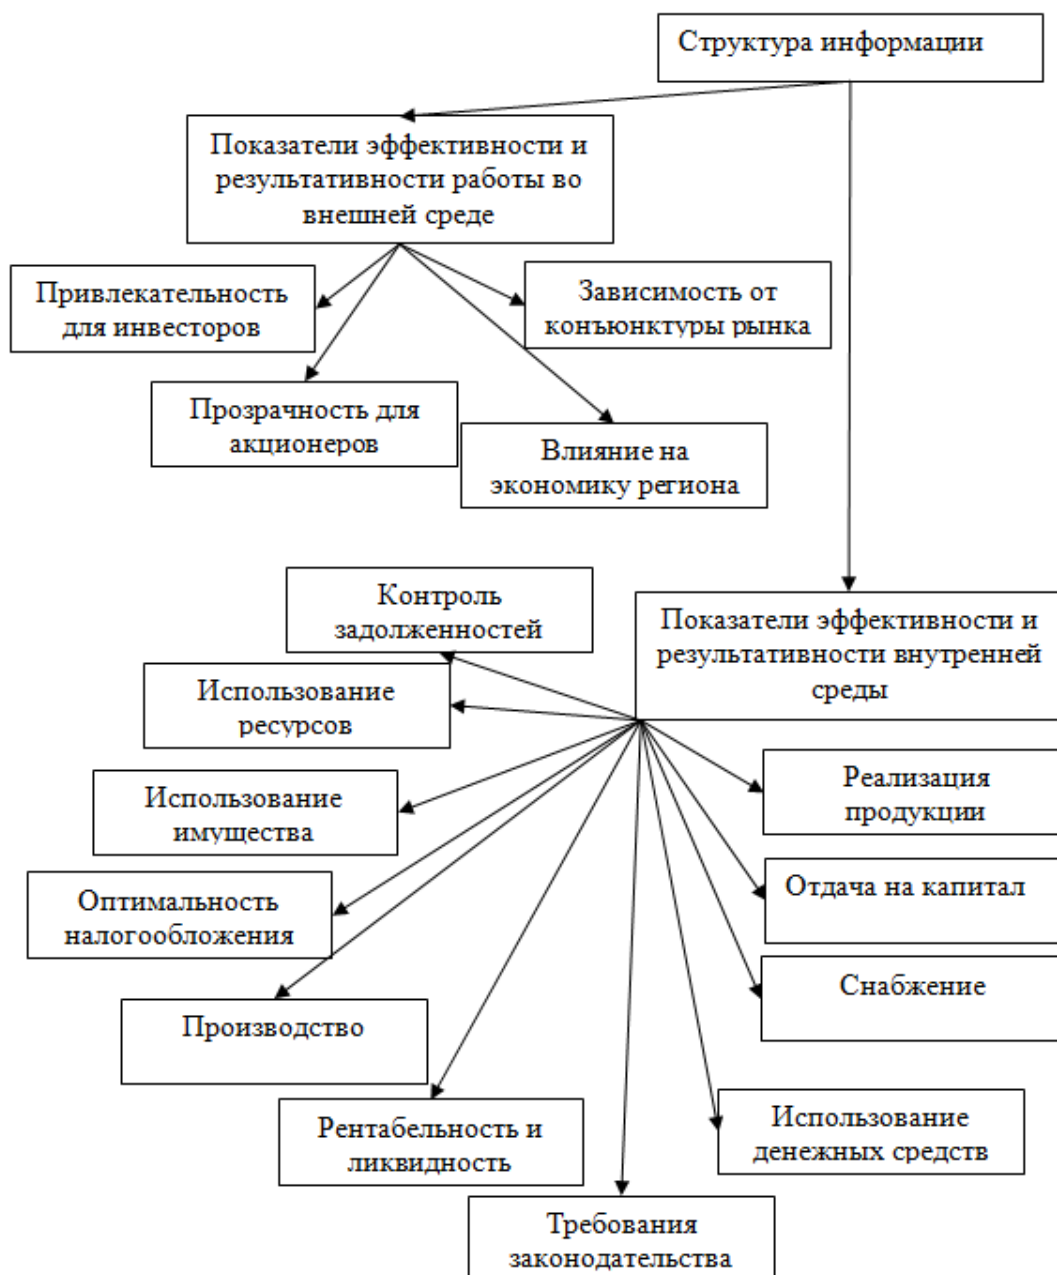 Структура информации
Показатели эффективности и
результативности работы во
внешней среде
Привлекательность
для инвесторов
Зависимость от
конъюнктуры рынка
Прозрачность для
акционеров
Влияние на
экономику региона
Контроль
задолженностей
Показатели эффективности и
результативности внутренней
среды
Использование
ресурсов
Реализация
продукции
Использование
имущества
Отдача на капитал
Оптимальность
налогообложения
Снабжение
Производство
Использование
денежных средств
Рентабельность и
ликвидность
Требования
законодательства